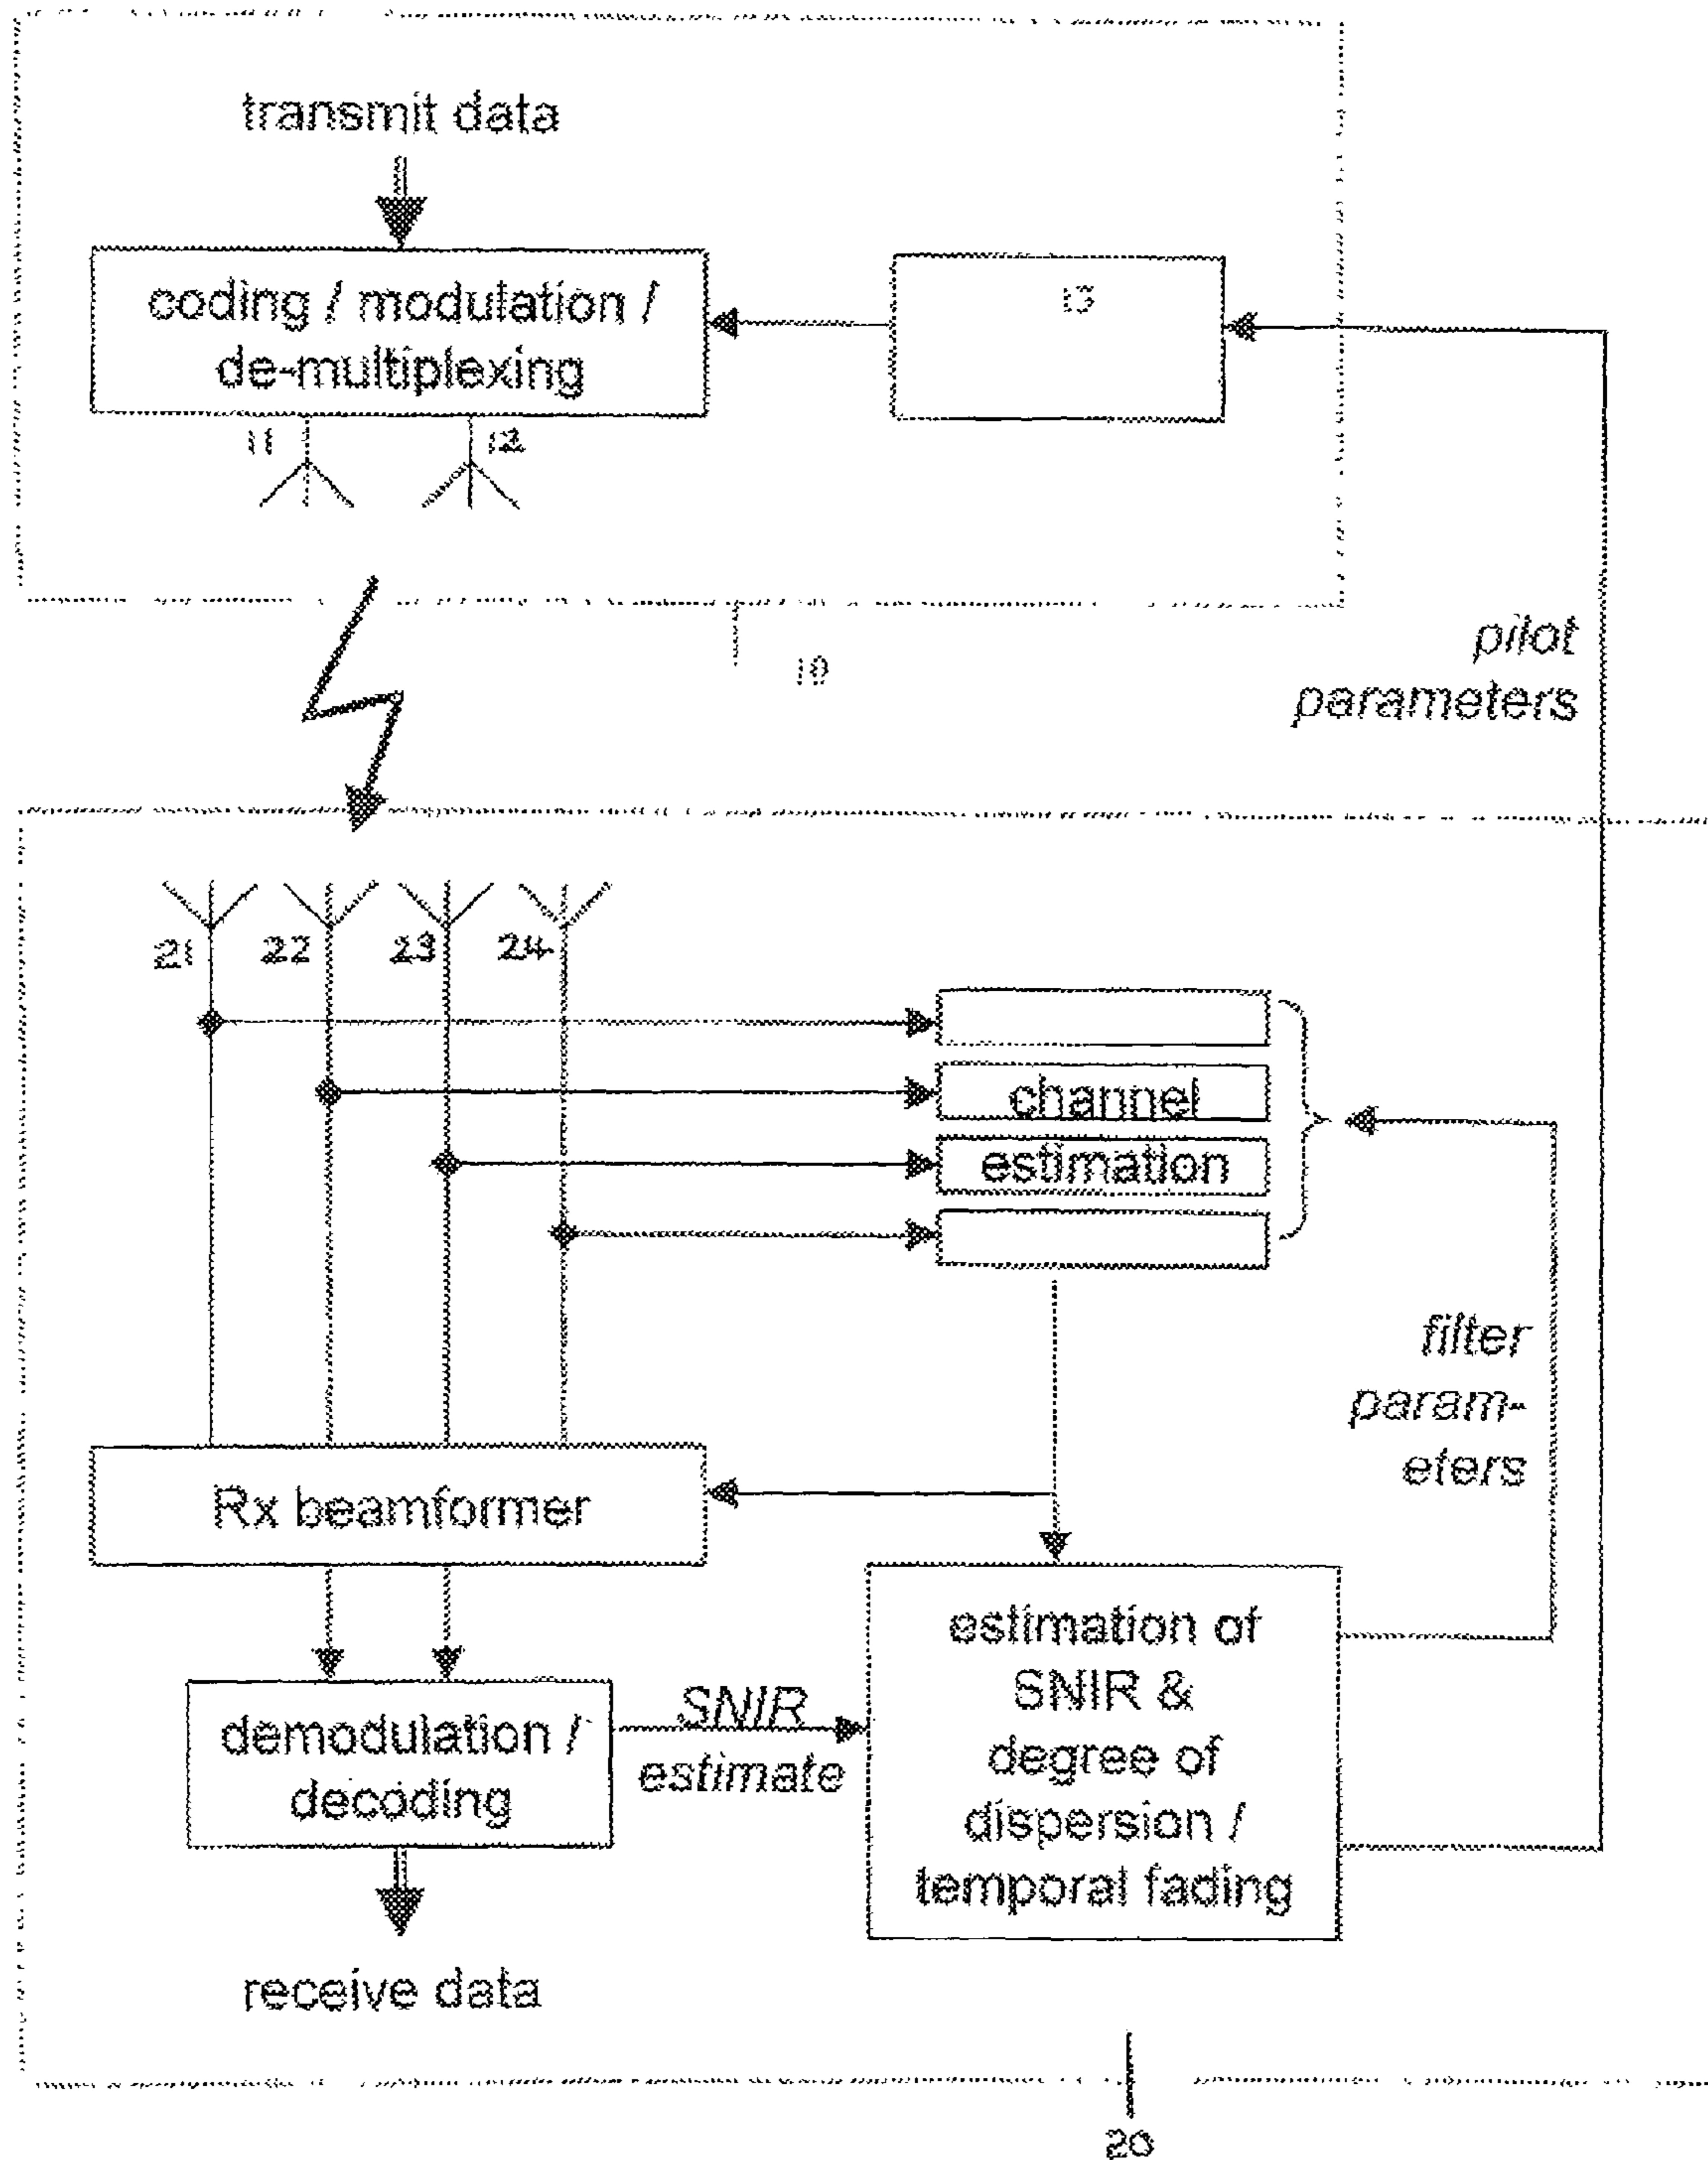 transmit data
coding / modulation /
de-multiplexing
13
11
12
10
pilot
parameters
21
22
23
24
channel
estimation
filter
param-
eters
Rx beamformer
estimation of
SNIR &
degree of
dispersion /
temporal fading
demodulation /
decoding
SNIR
estimate
receive data
20